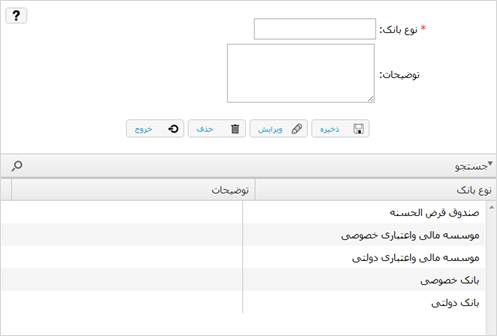 ?
* نوع بانک:
توضیحات:
ذخیره ویرایش حذف خروج
جستجو
نوع بانک توضیحات
صندوق قرض الحسنه
موسسه مالی واعتباری خصوصی
موسسه مالی واعتباری دولتی
بانک خصوصی
بانک دولتی